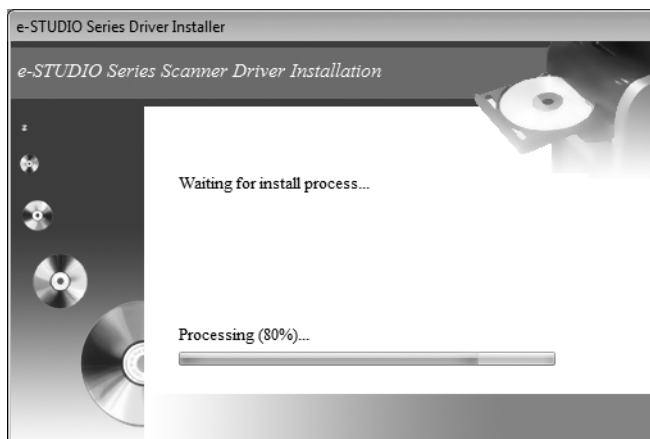 e-STUDIO Series Driver Installer
e-STUDIO Series Scanner Driver Installation
Waiting for install process...
Processing (80%)...